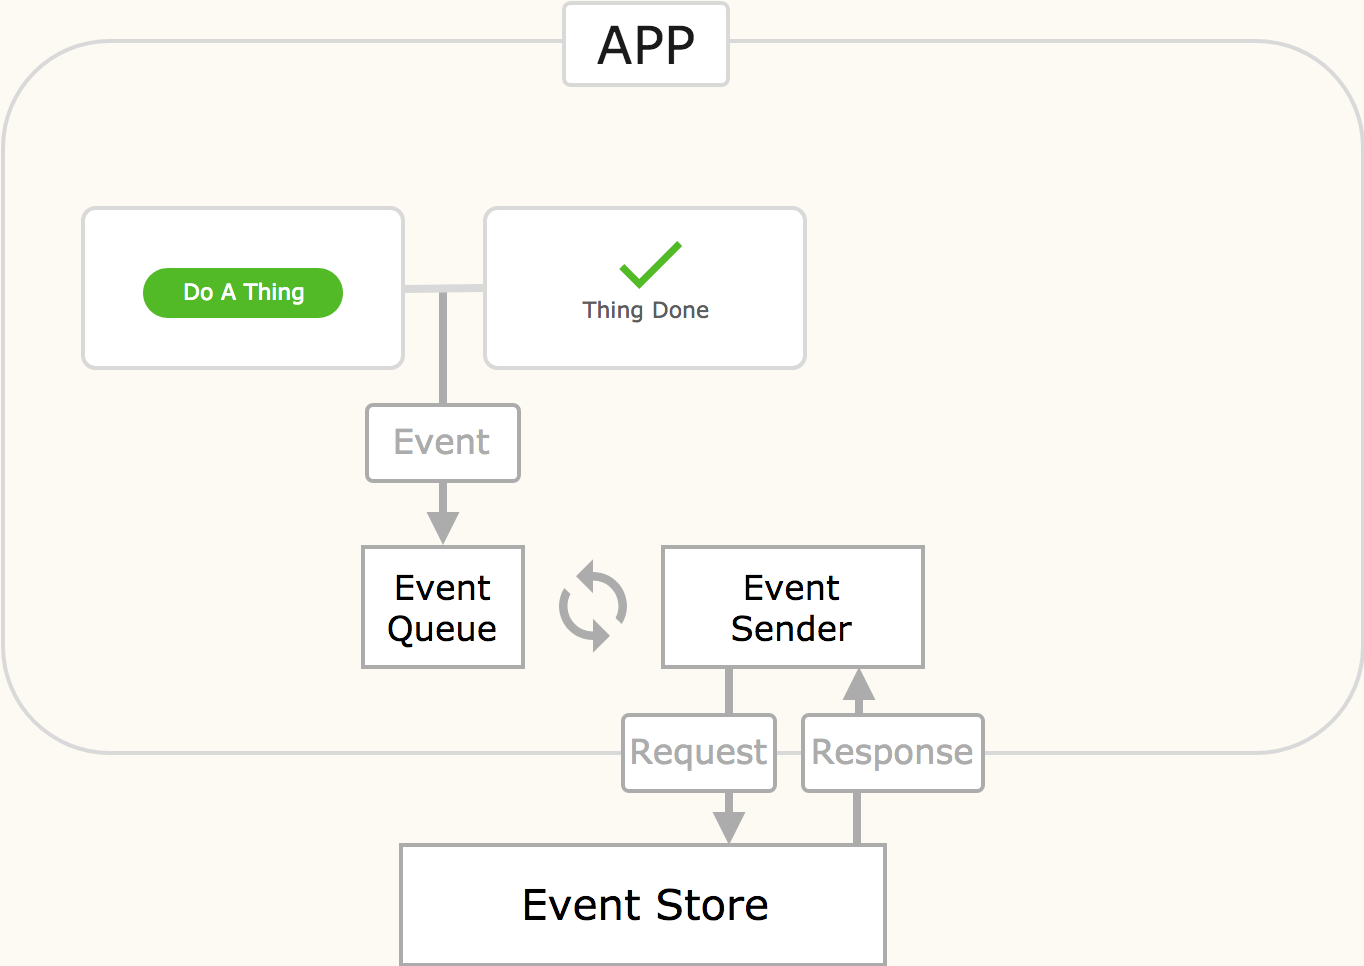 APP
Do A Thing
Thing Done
Event
Event
Queue
Event
Sender
Request
Response
Event Store